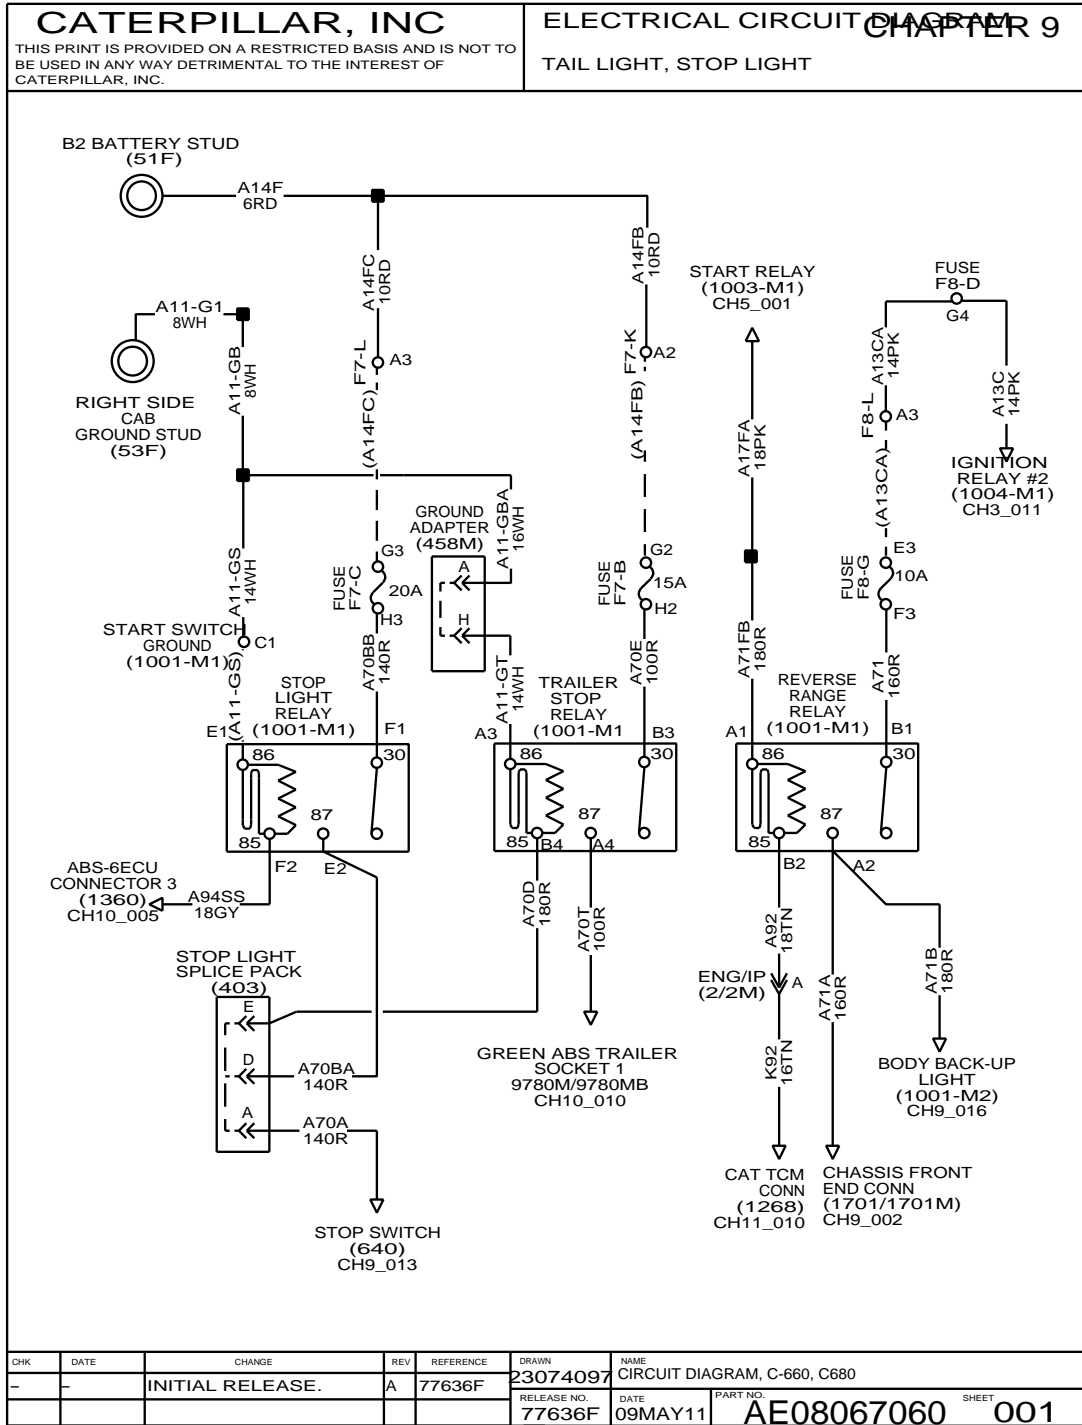 CATERPILLAR, INC
THIS PRINT IS PROVIDED ON A RESTRICTED BASIS AND IS NOT TO
BE USED IN ANY WAY DETRIMENTAL TO THE INTEREST OF
CATERPILLAR, INC.
ELECTRICAL CIRCUIT DIAGRAM
CHAPTER 9
TAIL LIGHT, STOP LIGHT
B2 BATTERY STUD
(51F)
A14F
6RD
A14FC
10RD
A14FB
10RD
START RELAY
(1003-M1)
CH5_001
FUSE
F8-D
G4
A11-G1
8WH
A11-GB
8WH
RIGHT SIDE
CAB
GROUND STUD
(53F)
F7-L
A3
(A14FC)
F7-K
A2
(A14FB)
A17FA
18PK
A13CA
14PK
F8-L
A3
(A13CA)
A13C
14PK
IGNITION
RELAY #2
(1004-M1)
CH3_011
GROUND
ADAPTER
(458M)
A
H
A11-GBA
16WH
A11-GS
14WH
G3
FUSE
F7-C
20A
H3
G2
FUSE
F7-B
15A
H2
E3
FUSE
F8-G
10A
F3
START SWITCH
GROUND
(1001-M1)
C1
(A11-GS)
A70BB
140R
A11-GT
14WH
A70E
100R
A71FB
180R
A71
160R
STOP
LIGHT
RELAY
(1001-M1)
E1
F1
TRAILER
STOP
RELAY
(1001-M1
A3
B3
REVERSE
RANGE
RELAY
(1001-M1)
A1
B1
86
30
87
85
86
30
87
85
B4
A4
86
30
87
85
F2
E2
B2
A2
ABS-6ECU
CONNECTOR 3
(1360)
CH10_005
A94SS
18GY
A70D
180R
A70T
100R
A92
18TN
A71A
160R
A71B
180R
STOP LIGHT
SPLICE PACK
(403)
E
D
A
A70BA
140R
A70A
140R
ENG/IP
(2/2M)
A
K92
16TN
GREEN ABS TRAILER
SOCKET 1
9780M/9780MB
CH10_010
BODY BACK-UP
LIGHT
(1001-M2)
CH9_016
STOP SWITCH
(640)
CH9_013
CAT TCM
CONN
(1268)
CH11_010
CHASSIS FRONT
END CONN
(1701/1701M)
CH9_002
CHK DATE CHANGE REV REFERENCE
– – INITIAL RELEASE. A 77636F
DRAWN
23074097
NAME
CIRCUIT DIAGRAM, C-660, C680
RELEASE NO.
77636F
DATE
09MAY11
PART NO.
AE08067060
SHEET
001